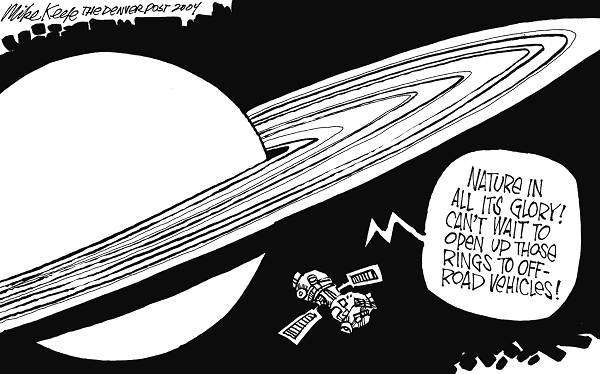 Mike Keefe THE DENVER POST 2004
NATURE IN
ALL ITS GLORY!
CAN'T WAIT TO
OPEN UP THOSE
RINGS TO OFF-
ROAD VEHICLES!